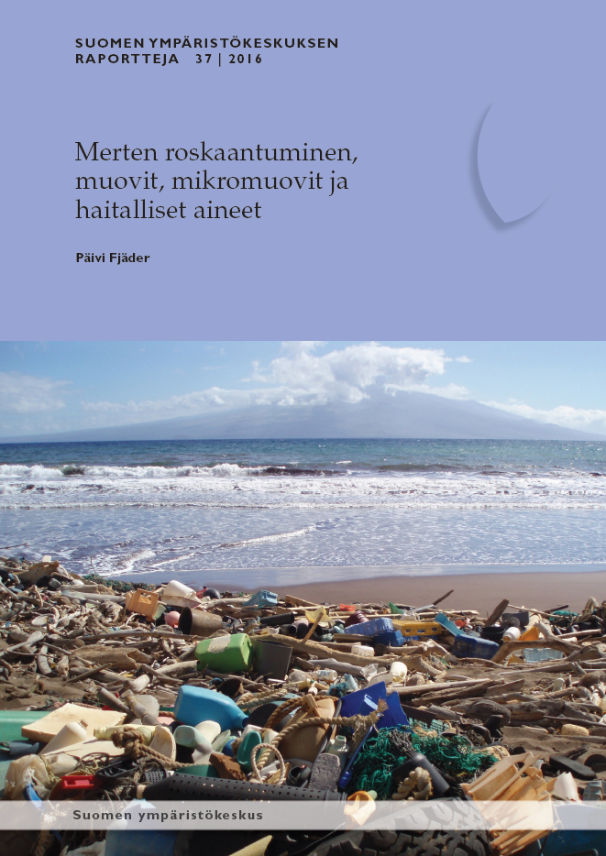 SUOMEN YMPÄRISTÖKESKUKSEN
RAPORTTEJA 37 | 2016
Merten roskaantuminen,
muovit, mikromuovit ja
haitalliset aineet
Päivi Fjäder
Suomen ympäristökeskus